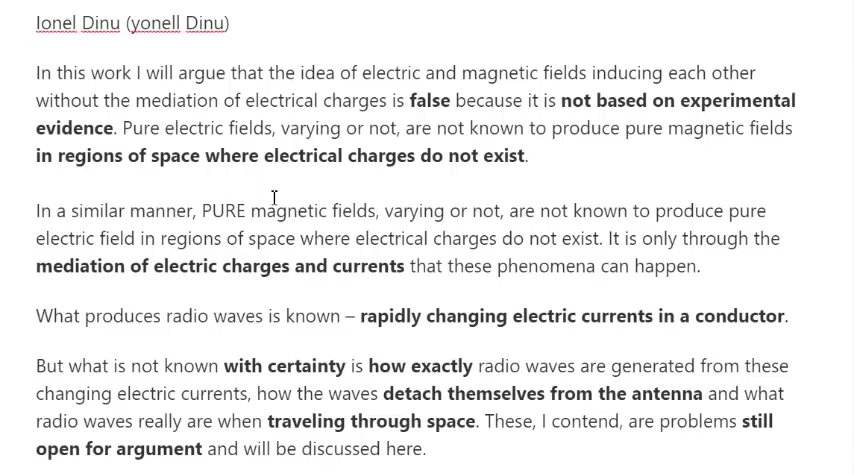 Ionel Dinu (yonell Dinu)
In this work I will argue that the idea of electric and magnetic fields inducing each other
without the mediation of electrical charges is false because it is not based on experimental
evidence. Pure electric fields, varying or not, are not known to produce pure magnetic fields
in regions of space where electrical charges do not exist.
In a similar manner, PURE magnetic fields, varying or not, are not known to produce pure
electric field in regions of space where electrical charges do not exist. It is only through the
mediation of electric charges and currents that these phenomena can happen.
What produces radio waves is known – rapidly changing electric currents in a conductor.
But what is not known with certainty is how exactly radio waves are generated from these
changing electric currents, how the waves detach themselves from the antenna and what
radio waves really are when traveling through space. These, I contend, are problems still
open for argument and will be discussed here.